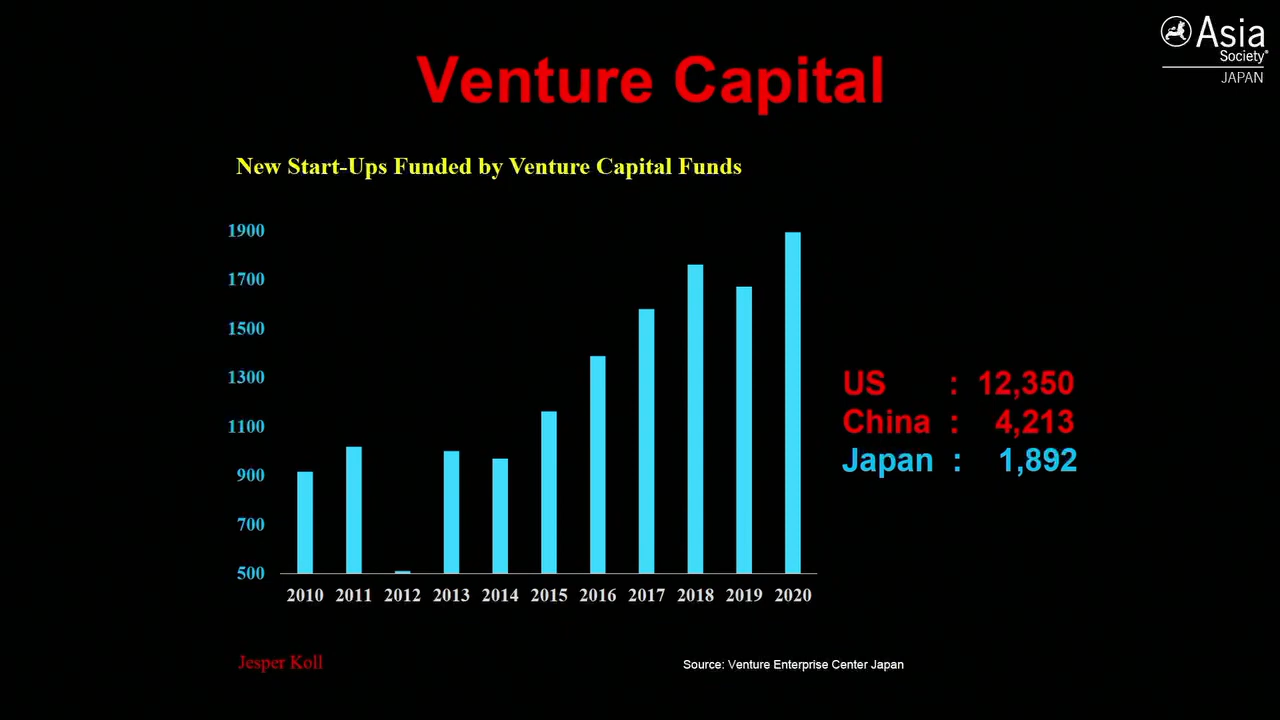 Asia
Society®
JAPAN
Venture Capital
New Start-Ups Funded by Venture Capital Funds
1900
1700
1500
1300
1100
900
700
500
2010 2011 2012 2013 2014 2015 2016 2017 2018 2019 2020
US : 12,350
China : 4,213
Japan : 1,892
Jesper Koll
Source: Venture Enterprise Center Japan